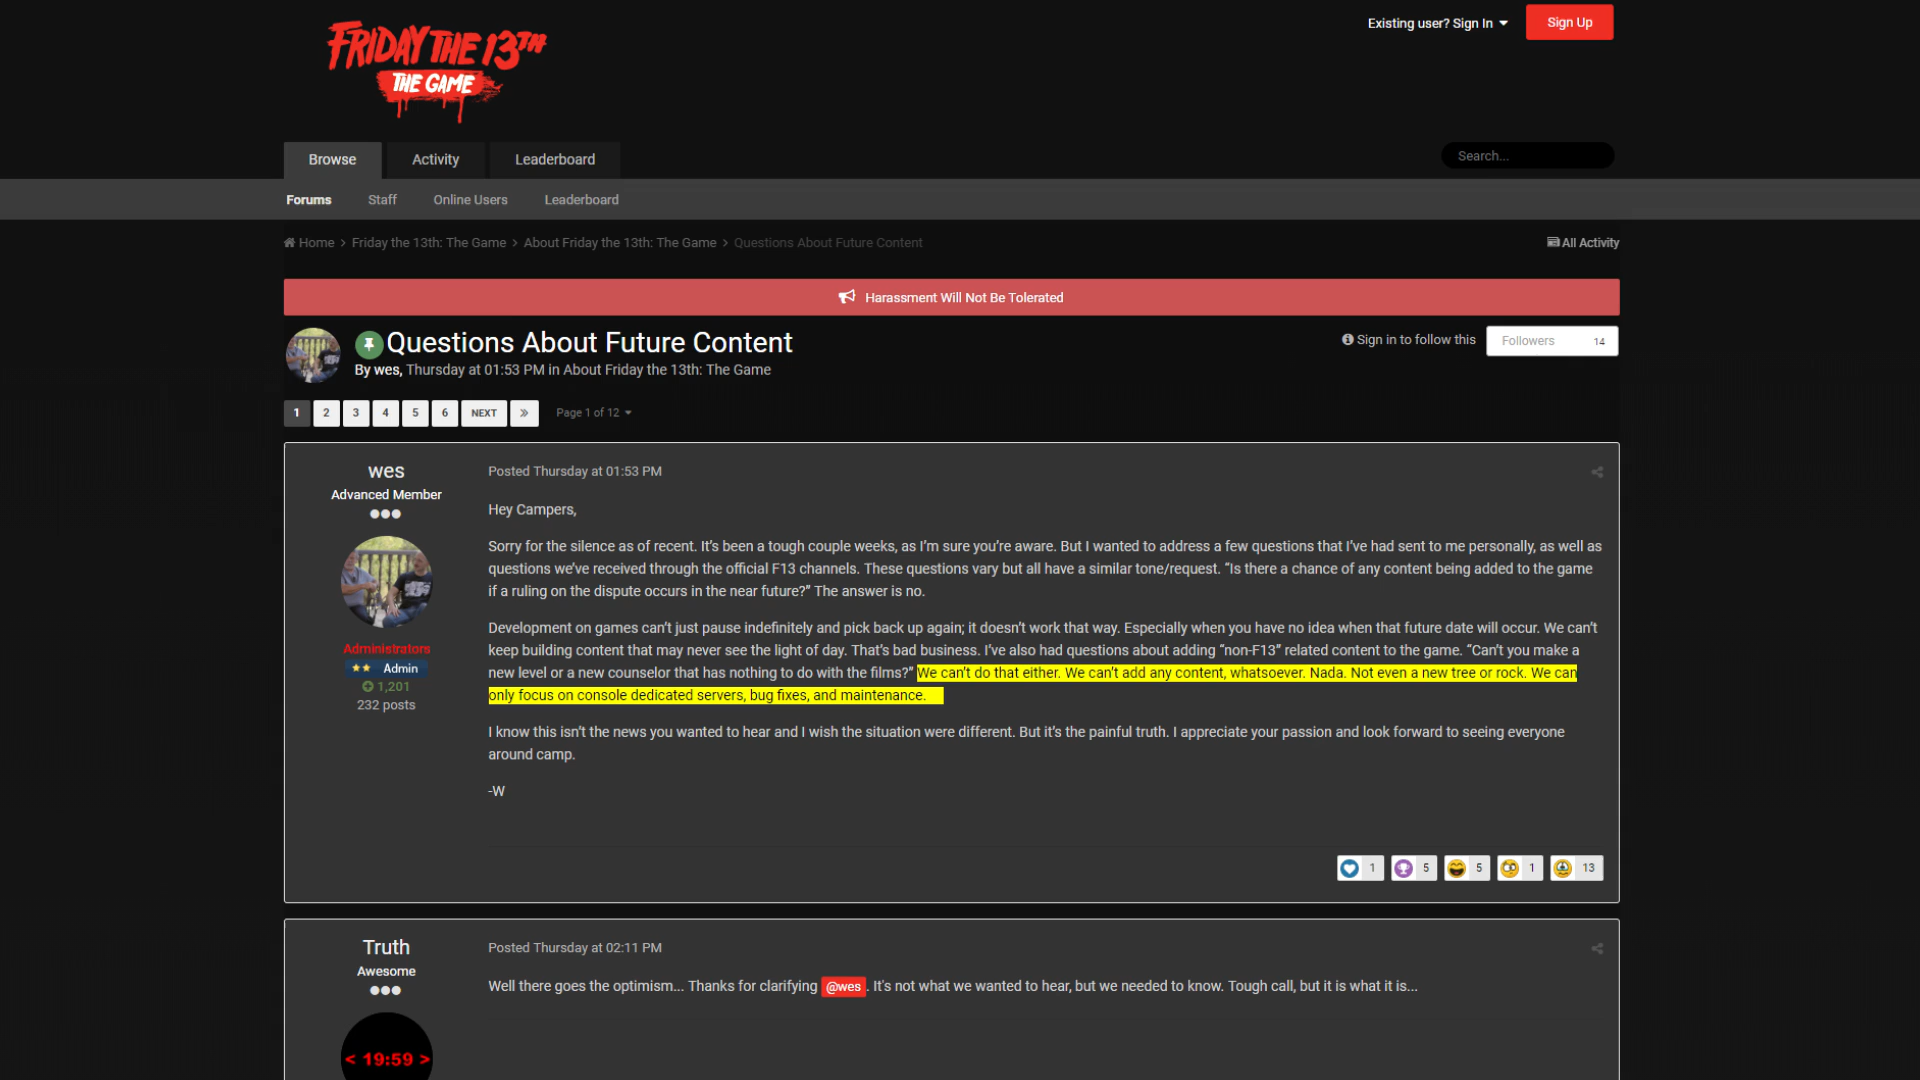 FRIDAY THE 13TH
THE GAME
Existing user? Sign In
Sign Up
Browse
Activity
Leaderboard
Search...
Forums
Staff
Online Users
Leaderboard
Home > Friday the 13th: The Game > About Friday the 13th: The Game > Questions About Future Content
All Activity
Harassment Will Not Be Tolerated
Questions About Future Content
By wes, Thursday at 01:53 PM in About Friday the 13th: The Game
Sign in to follow this
Followers 14
1 2 3 4 5 6 NEXT » Page 1 of 12
wes
Advanced Member
Administrators
Admin
1,201
232 posts
Posted Thursday at 01:53 PM
Hey Campers,
Sorry for the silence as of recent. It’s been a tough couple weeks, as I’m sure you’re aware. But I wanted to address a few questions that I’ve had sent to me personally, as well as
questions we’ve received through the official F13 channels. These questions vary but all have a similar tone/request. “Is there a chance of any content being added to the game
if a ruling on the dispute occurs in the near future?” The answer is no.
Development on games can’t just pause indefinitely and pick back up again; it doesn’t work that way. Especially when you have no idea when that future date will occur. We can’t
keep building content that may never see the light of day. That’s bad business. I’ve also had questions about adding “non-F13” related content to the game. “Can’t you make a
new level or a new counselor that has nothing to do with the films?” We can’t do that either. We can’t add any content, whatsoever. Nada. Not even a new tree or rock. We can
only focus on console dedicated servers, bug fixes, and maintenance.
I know this isn’t the news you wanted to hear and I wish the situation were different. But it’s the painful truth. I appreciate your passion and look forward to seeing everyone
around camp.
-W
1 5 5 1 13
Truth
Awesome
< 19:59 >
Posted Thursday at 02:11 PM
Well there goes the optimism... Thanks for clarifying @wes . It's not what we wanted to hear, but we needed to know. Tough call, but it is what it is...